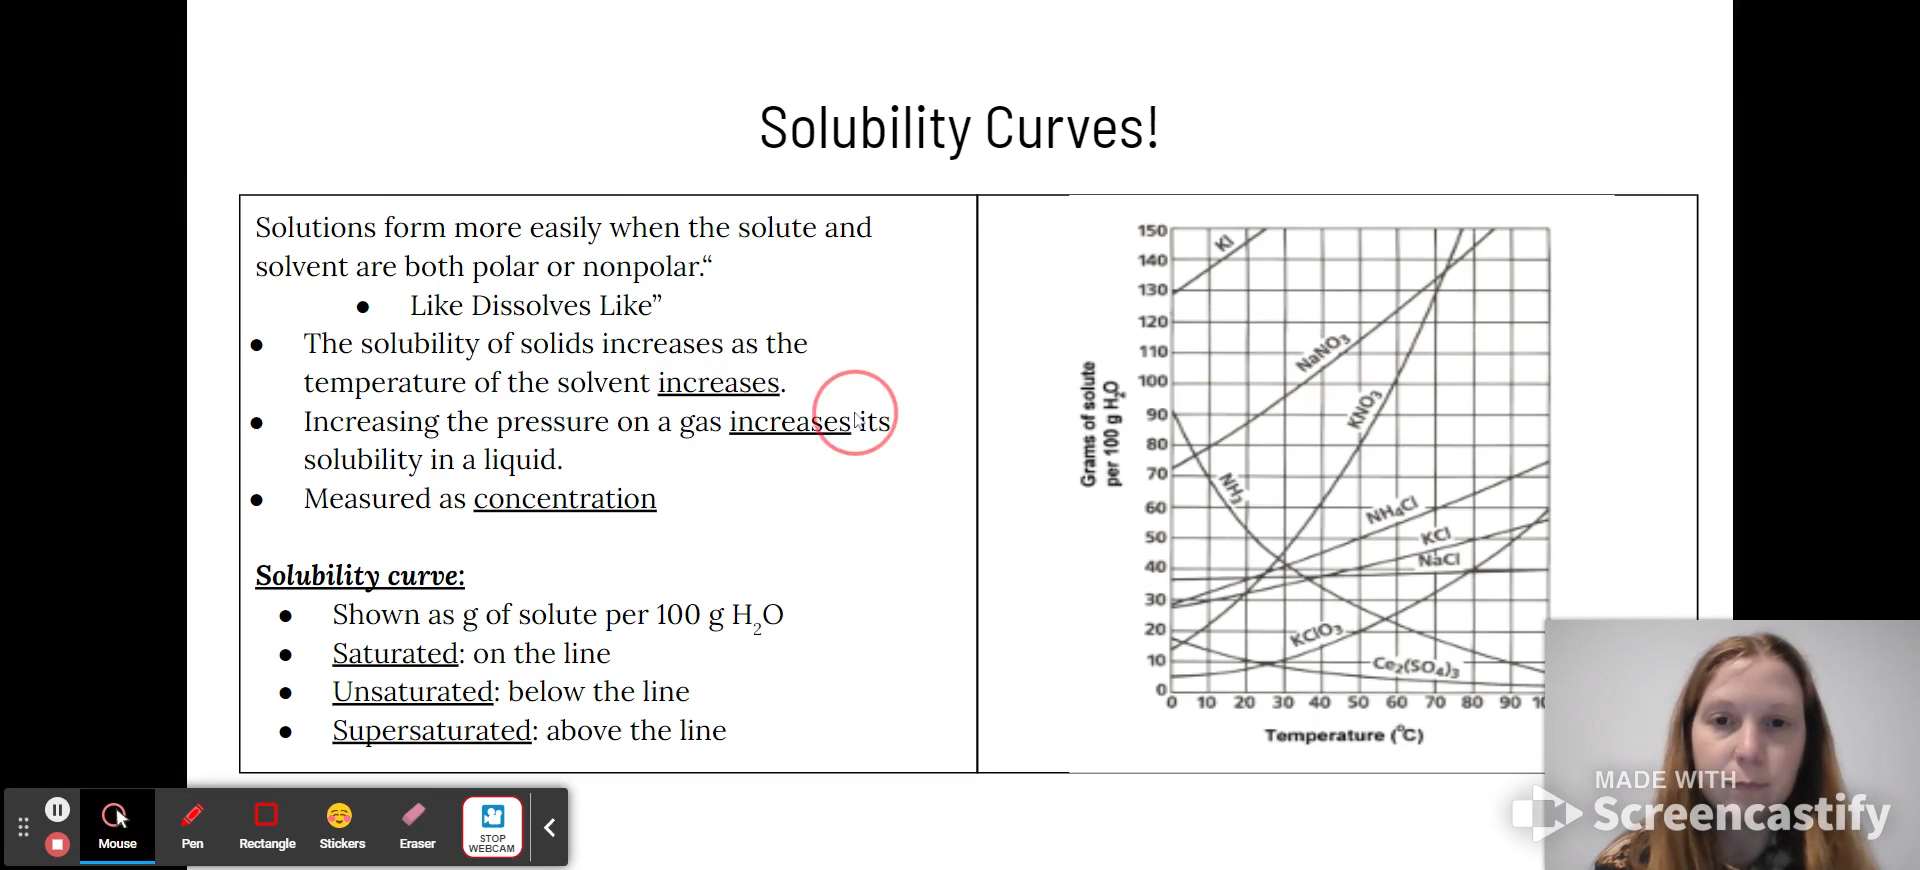 Solubility Curves!
Solutions form more easily when the solute and
solvent are both polar or nonpolar.“
● Like Dissolves Like”
● The solubility of solids increases as the
temperature of the solvent increases.
● Increasing the pressure on a gas increases its
solubility in a liquid.
● Measured as concentration
Solubility curve:
● Shown as g of solute per 100 g H₂O
● Saturated: on the line
● Unsaturated: below the line
● Supersaturated: above the line
Grams of solute
per 100 g H₂O
150
140
130
120
110
100
90
80
70
60
50
40
30
20
10
0
KI
NaNO₃
KNO₃
NH₃
NH₄Cl
KCl
NaCl
KClO₃
Ce₂(SO₄)₃
0 10 20 30 40 50 60 70 80 90
Temperature (°C)
Mouse Pen Rectangle Stickers Eraser STOP
WEBCAM
MADE WITH
Screencastify